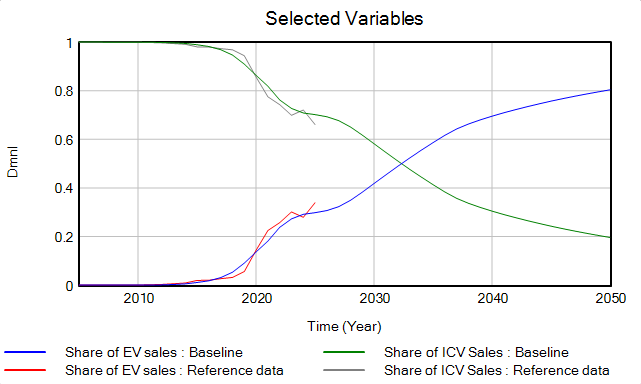 Selected Variables
1
0.8
0.6
0.4
0.2
0
Dmnl
2010 2020 2030 2040 2050
Time (Year)
Share of EV sales : Baseline Share of ICV Sales : Baseline
Share of EV sales : Reference data Share of ICV Sales : Reference data